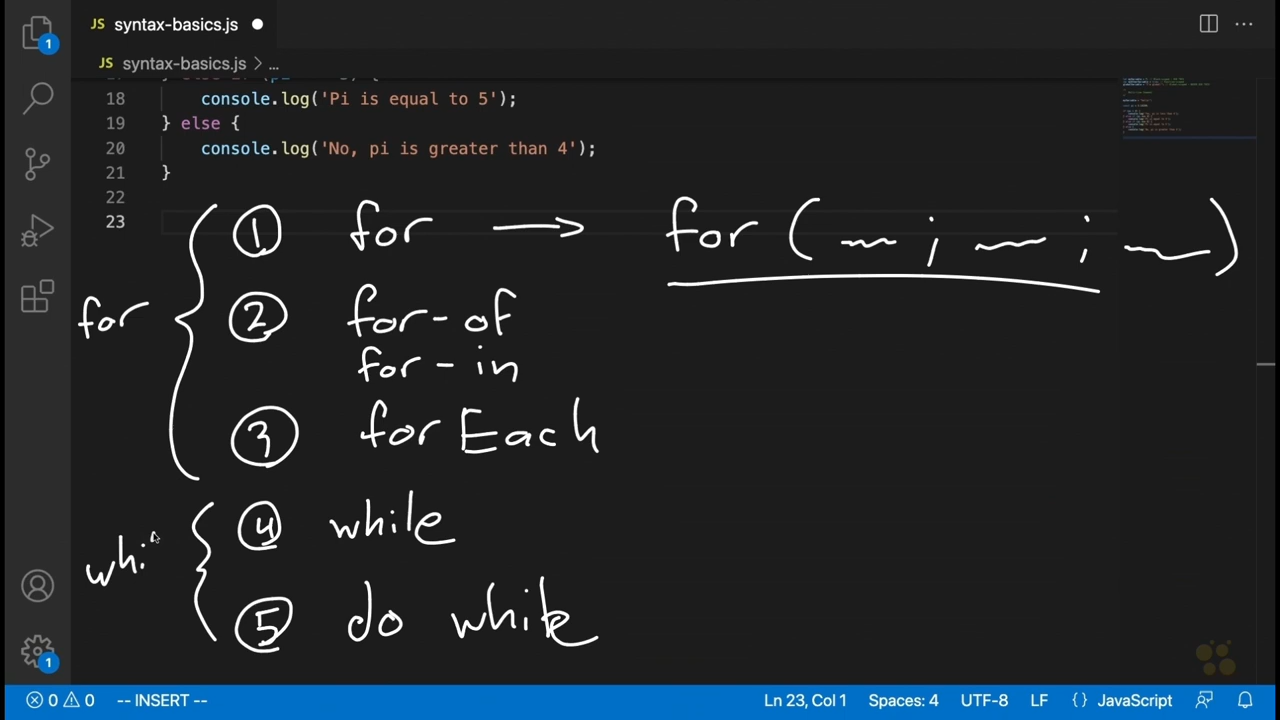 JS syntax-basics.js
JS syntax-basics.js > ...
18 console.log('Pi is equal to 5');
19 } else {
20 console.log('No, pi is greater than 4');
21 }
22
23
① for → for ( ; ; )
for
② for-of
for-in
③ forEach
④ while
whi
⑤ do while
1
1
0 0 -- INSERT -- Ln 23, Col 1 Spaces: 4 UTF-8 LF {} JavaScript